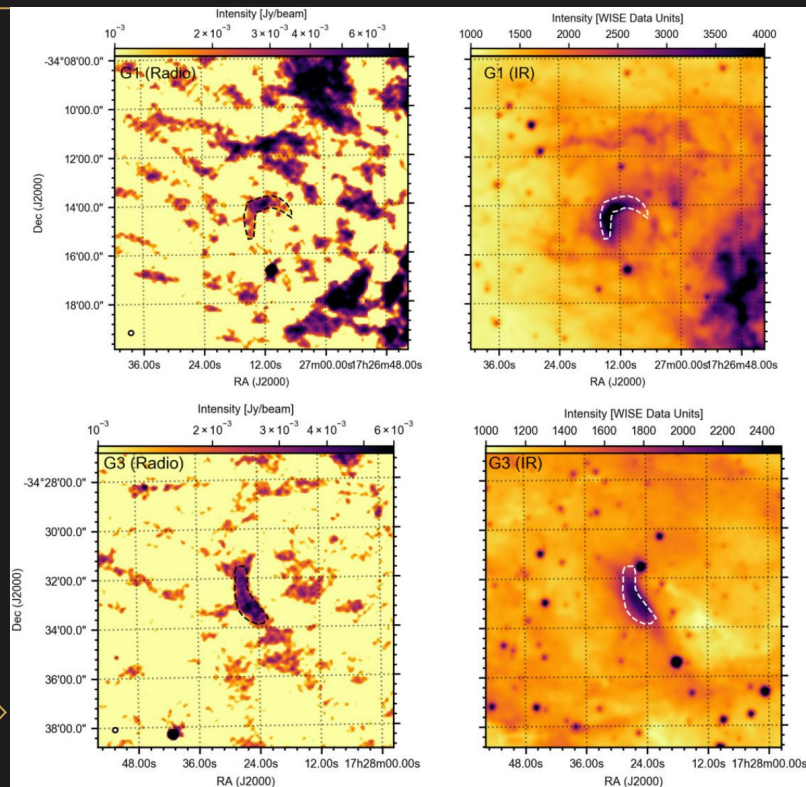 Intensity [Jy/beam]
10⁻³ 2 × 10⁻³ 3 × 10⁻³ 4 × 10⁻³ 6 × 10⁻³
G1 (Radio)
-34°08'00.0"
10'00.0"
12'00.0"
14'00.0"
16'00.0"
18'00.0"
Dec (J2000)
36.00s 24.00s 12.00s 27m00.00s 17h26m48.00s
RA (J2000)
Intensity [WISE Data Units]
1000 1500 2000 2500 3000 3500 4000
G1 (IR)
36.00s 24.00s 12.00s 27m00.00s 17h26m48.00s
RA (J2000)
Intensity [Jy/beam]
10⁻³ 2 × 10⁻³ 3 × 10⁻³ 4 × 10⁻³ 6 × 10⁻³
G3 (Radio)
-34°28'00.0"
30'00.0"
32'00.0"
34'00.0"
36'00.0"
38'00.0"
Dec (J2000)
48.00s 36.00s 24.00s 12.00s 17h28m00.00s
RA (J2000)
Intensity [WISE Data Units]
1000 1200 1400 1600 1800 2000 2200 2400
G3 (IR)
48.00s 36.00s 24.00s 12.00s 17h28m00.00s
RA (J2000)